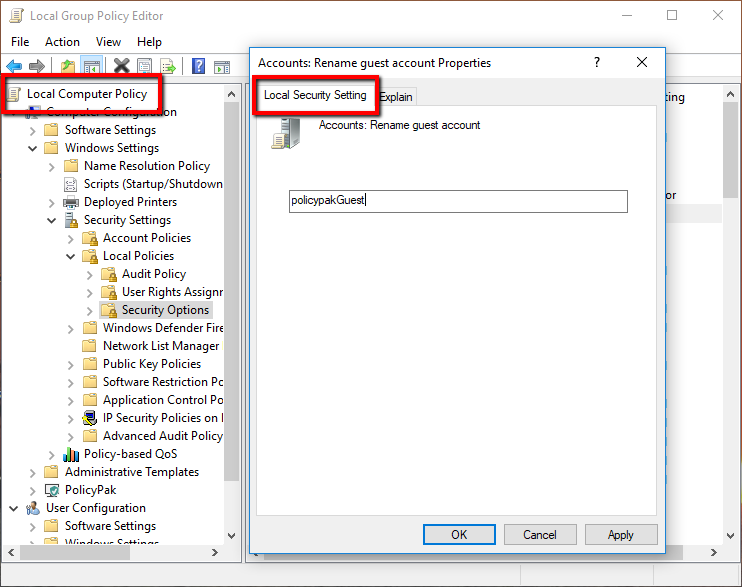 Local Group Policy Editor
File Action View Help
Local Computer Policy
Computer Configuration
Software Settings
Windows Settings
Name Resolution Policy
Scripts (Startup/Shutdown
Deployed Printers
Security Settings
Account Policies
Local Policies
Audit Policy
User Rights Assignr
Security Options
Windows Defender Fire
Network List Manager
Public Key Policies
Software Restriction Po
Application Control Po
IP Security Policies on
Advanced Audit Policy
Policy-based QoS
Administrative Templates
PolicyPak
User Configuration
Software Settings
Windows Settings
Accounts: Rename guest account Properties
?
Local Security Setting Explain
Accounts: Rename guest account
policypakGuest
OK Cancel Apply
ting
or